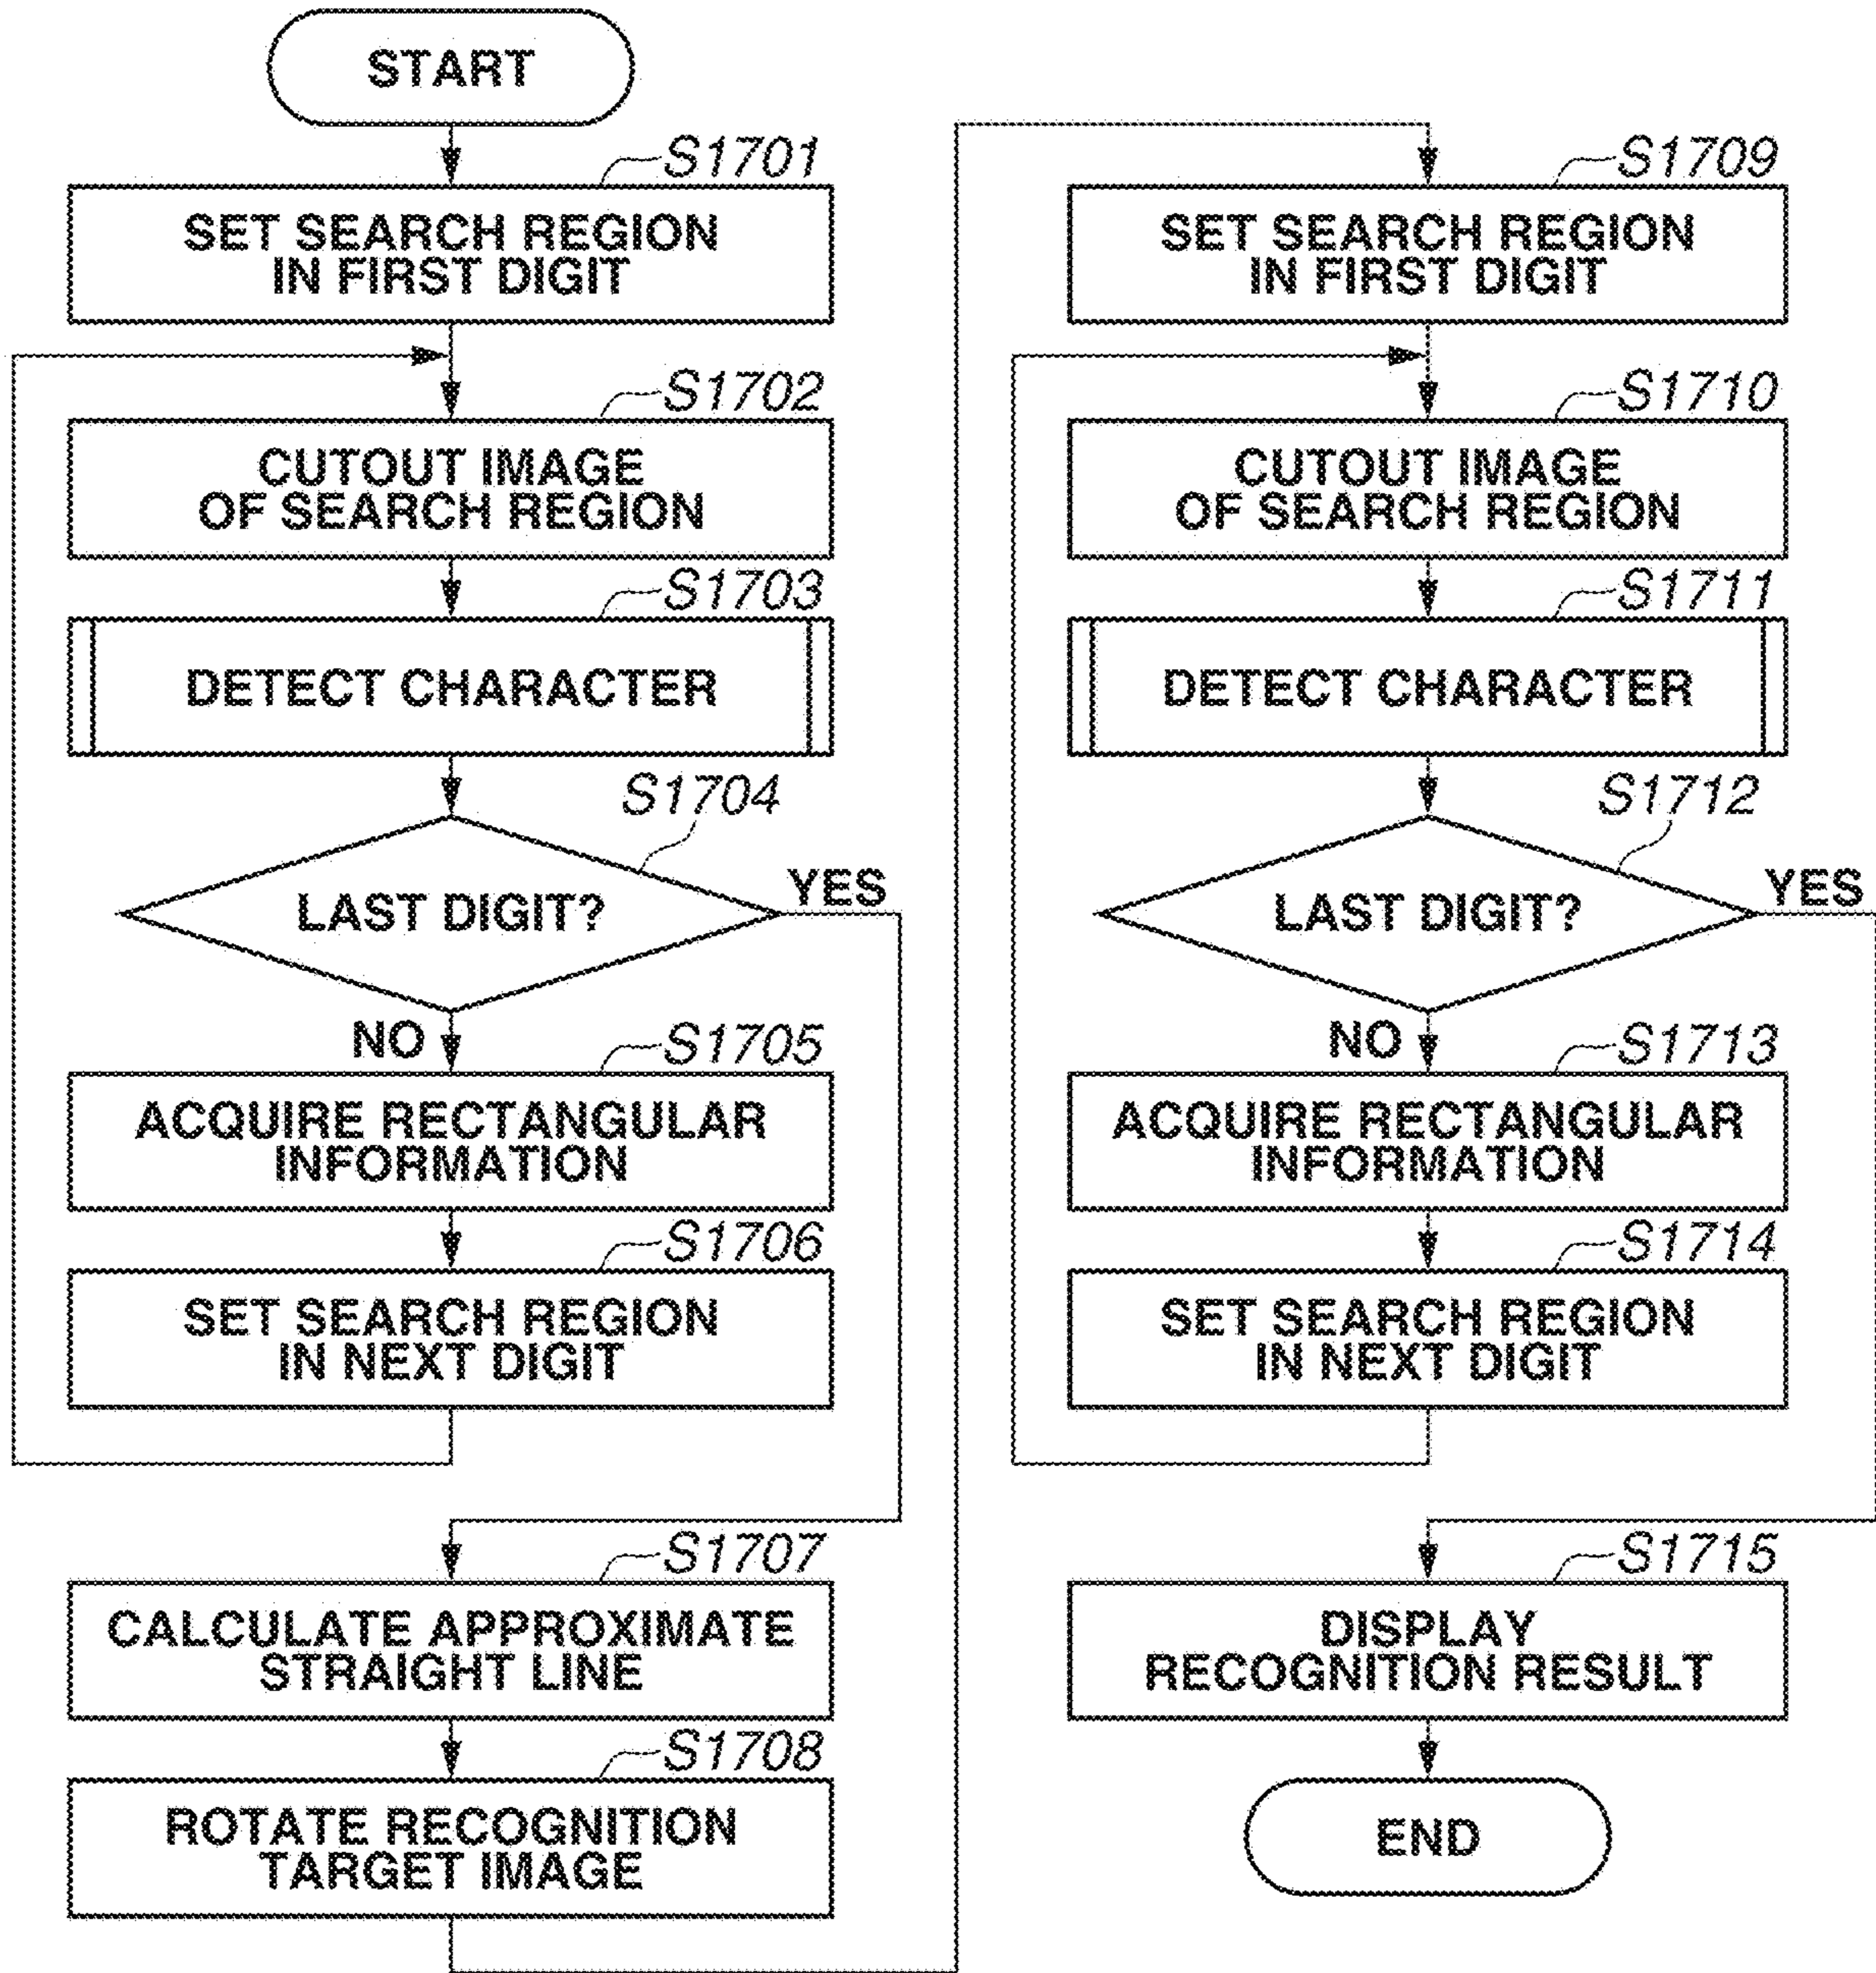 START
S1701
SET SEARCH REGION
IN FIRST DIGIT
S1702
CUTOUT IMAGE
OF SEARCH REGION
S1703
DETECT CHARACTER
S1704
LAST DIGIT?
YES
NO
S1705
ACQUIRE RECTANGULAR
INFORMATION
S1706
SET SEARCH REGION
IN NEXT DIGIT
S1707
CALCULATE APPROXIMATE
STRAIGHT LINE
S1708
ROTATE RECOGNITION
TARGET IMAGE
S1709
SET SEARCH REGION
IN FIRST DIGIT
S1710
CUTOUT IMAGE
OF SEARCH REGION
S1711
DETECT CHARACTER
S1712
LAST DIGIT?
YES
NO
S1713
ACQUIRE RECTANGULAR
INFORMATION
S1714
SET SEARCH REGION
IN NEXT DIGIT
S1715
DISPLAY
RECOGNITION RESULT
END